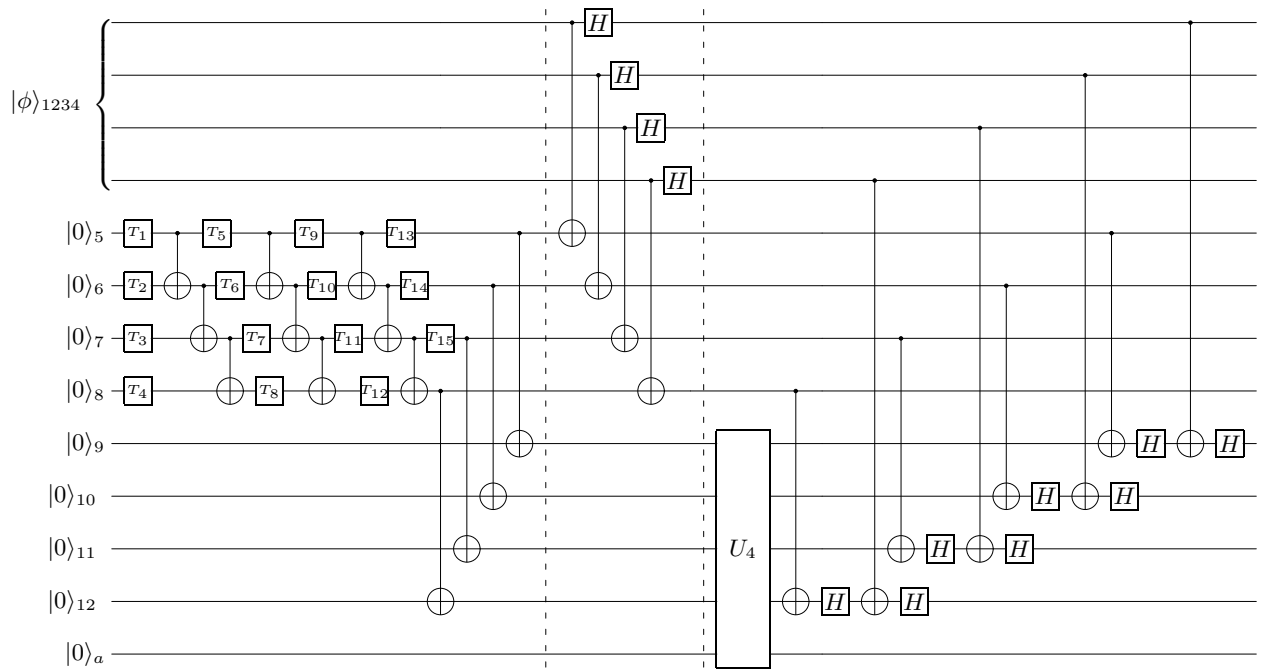 H
H
|ϕ⟩1234
H
H
|0⟩5 T1 T5 T9 T13
|0⟩6 T2 T6 T10 T14
|0⟩7 T3 T7 T11 T15
|0⟩8 T4 T8 T12
|0⟩9 H H
|0⟩10 H H
|0⟩11 U4 H H
|0⟩12 H H
|0⟩a